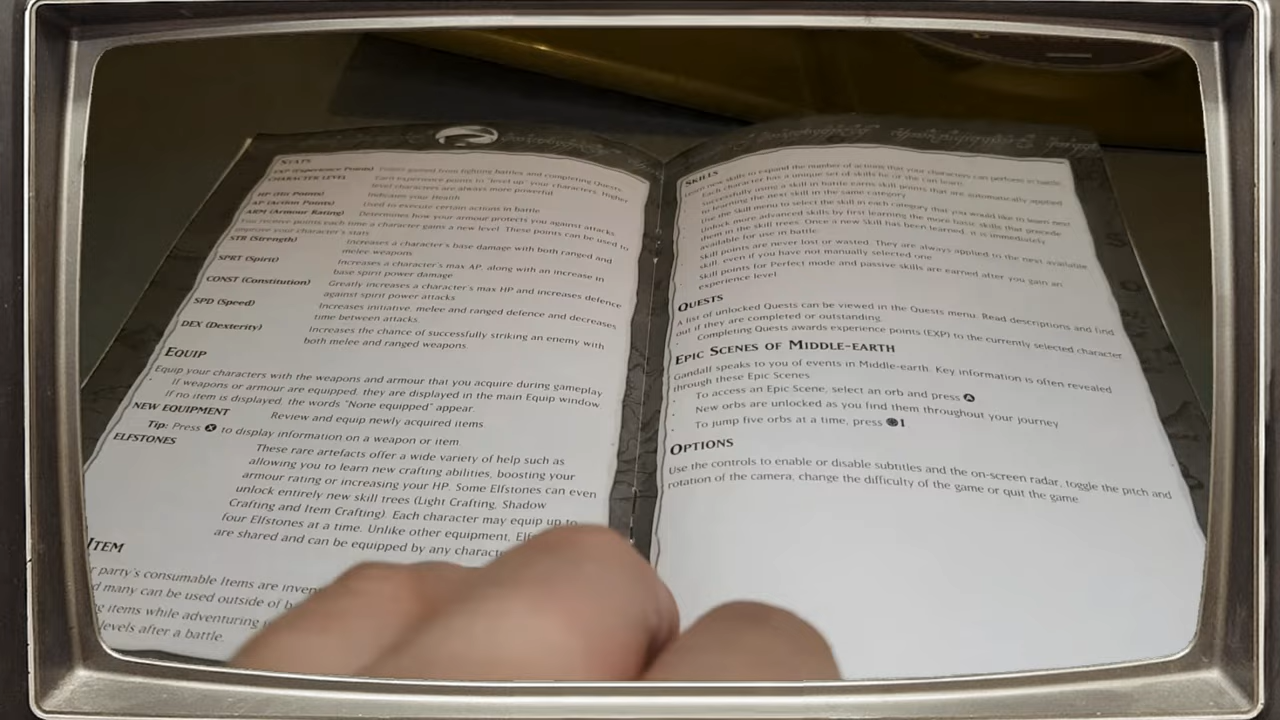 STATS
EXP (Experience Points) Points gained from fighting battles and completing Quests.
CHARACTER LEVEL Earn experience points to "level up" your characters. Higher
level characters are always more powerful
HP (Hit Points) Indicates your Health
AP (Action Points) Used to execute certain actions in battle
ARM (Armour Rating) Determines how your armour protects you against attacks
You receive points each time a character gains a new level. These points can be used to
improve your character's stats
STR (Strength) Increases a character's base damage with both ranged and
melee weapons
SPRT (Spirit) Increases a character's max AP, along with an increase in
base spirit power damage
CONST (Constitution) Greatly increases a character's max HP and increases defence
against spirit power attacks
SPD (Speed) Increases initiative, melee and ranged defence and decreases
time between attacks
DEX (Dexterity) Increases the chance of successfully striking an enemy with
both melee and ranged weapons
EQUIP
Equip your characters with the weapons and armour that you acquire during gameplay
• If weapons or armour are equipped, they are displayed in the main Equip window
If no item is displayed, the words "None equipped" appear.
NEW EQUIPMENT Review and equip newly acquired items
Tip: Press X to display information on a weapon or item
ELFSTONES These rare artefacts offer a wide variety of help such as
allowing you to learn new crafting abilities, boosting your
armour rating or increasing your HP. Some Elfstones can even
unlock entirely new skill trees (Light Crafting, Shadow
Crafting and Item Crafting). Each character may equip up to
four Elfstones at a time. Unlike other equipment, Elf
are shared and can be equipped by any charact
ITEM
r party's consumable Items are inven
d many can be used outside of b
g items while adventuring
levels after a battle.
SKILLS
Learn new skills to expand the number of actions that your characters can perform in battle
Each character has a unique set of skills he or she can learn
• Successfully using a skill in battle earns skill points that are automatically applied
to learning the next skill in the same category
Use the Skill menu to select the skill in each category that you would like to learn next
• Unlock more advanced skills by first learning the more basic skills that precede
them in the skill trees. Once a new Skill has been learned, it is immediately
available for use in battle.
• Skill points are never lost or wasted. They are always applied to the next available
skill, even if you have not manually selected one
• Skill points for Perfect mode and passive skills are earned after you gain an
experience level
QUESTS
A list of unlocked Quests can be viewed in the Quests menu. Read descriptions and find
out if they are completed or outstanding
• Completing Quests awards experience points (EXP) to the currently selected character
EPIC SCENES OF MIDDLE-EARTH
Gandalf speaks to you of events in Middle-earth. Key information is often revealed
through these Epic Scenes
• To access an Epic Scene, select an orb and press A
• New orbs are unlocked as you find them throughout your journey
• To jump five orbs at a time, press
OPTIONS
Use the controls to enable or disable subtitles and the on-screen radar, toggle the pitch and
rotation of the camera, change the difficulty of the game or quit the game